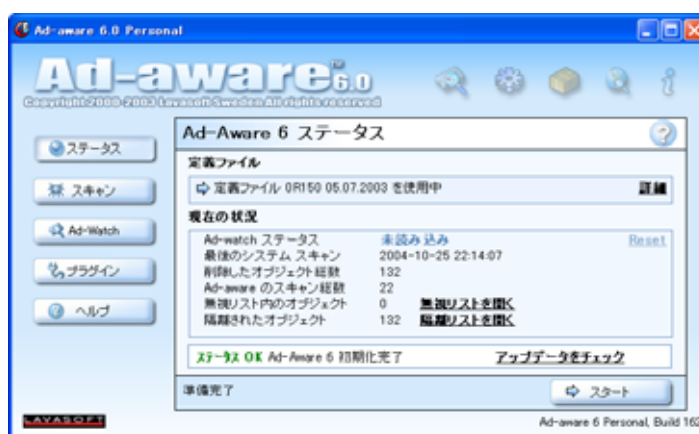 Ad-aware 6.0 Personal
Ad-aware 6.0
Copyright 2000-2003 Lavasoft Sweden All rights reserved
ステータス
スキャン
Ad-Watch
プラグイン
ヘルプ
Ad-Aware 6 ステータス
定義ファイル
定義ファイル 0R150 05.07.2003 を使用中 詳細
現在の状況
Ad-watch ステータス 未読み込み Reset
最後のシステム スキャン 2004-10-25 22:14:07
削除したオブジェクト総数 132
Ad-aware のスキャン総数 22
無視リスト内のオブジェクト 0 無視リストを開く
隔離されたオブジェクト 132 隔離リストを開く
ステータス OK Ad-Aware 6 初期化完了 アップデータをチェック
準備完了
スタート
LAVASOFT
Ad-aware 6 Personal, Build 162